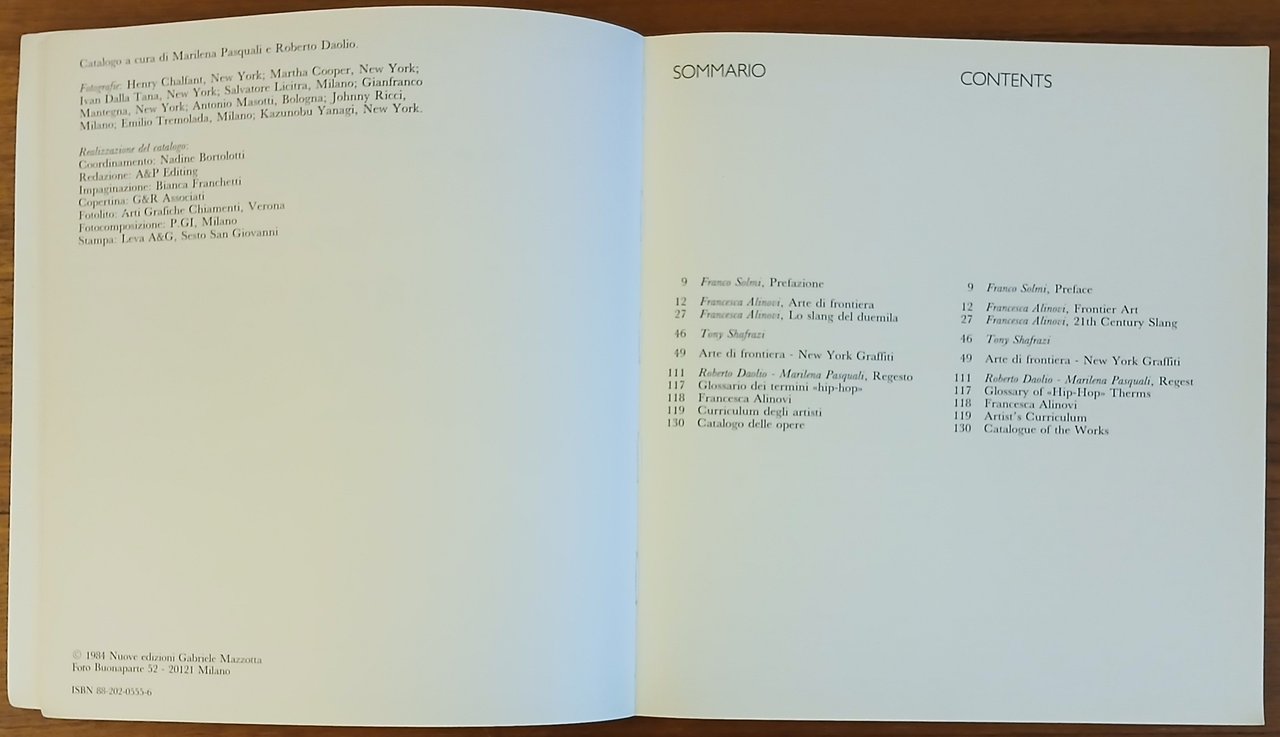 Catalogo a cura di Marilena Pasquali e Roberto Daolio.
Fotografie: Henry Chalfant, New York; Martha Cooper, New York;
Ivan Dalla Tana, New York; Salvatore Licitra, Milano; Gianfranco
Mantegna, New York; Antonio Masotti, Bologna; Johnny Ricci,
Milano; Emilio Tremolada, Milano; Kazunobu Yanagi, New York.
Realizzazione del catalogo:
Coordinamento: Nadine Bortolotti
Redazione: A&P Editing
Impaginazione: Bianca Franchetti
Copertina: G&R Associati
Fotolito: Arti Grafiche Chiamenti, Verona
Fotocomposizione: P.GI, Milano
Stampa: Leva A&G, Sesto San Giovanni
© 1984 Nuove edizioni Gabriele Mazzotta
Foro Buonaparte 52 - 20121 Milano
ISBN 88-202-0555-6
SOMMARIO
9 Franco Solmi, Prefazione
12 Francesca Alinovi, Arte di frontiera
27 Francesca Alinovi, Lo slang del duemila
46 Tony Shafrazi
49 Arte di frontiera - New York Graffiti
111 Roberto Daolio - Marilena Pasquali, Regesto
117 Glossario dei termini «hip-hop»
118 Francesca Alinovi
119 Curriculum degli artisti
130 Catalogo delle opere
CONTENTS
9 Franco Solmi, Preface
12 Francesca Alinovi, Frontier Art
27 Francesca Alinovi, 21th Century Slang
46 Tony Shafrazi
49 Arte di frontiera - New York Graffiti
111 Roberto Daolio - Marilena Pasquali, Regest
117 Glossary of «Hip-Hop» Therms
118 Francesca Alinovi
119 Artist's Curriculum
130 Catalogue of the Works